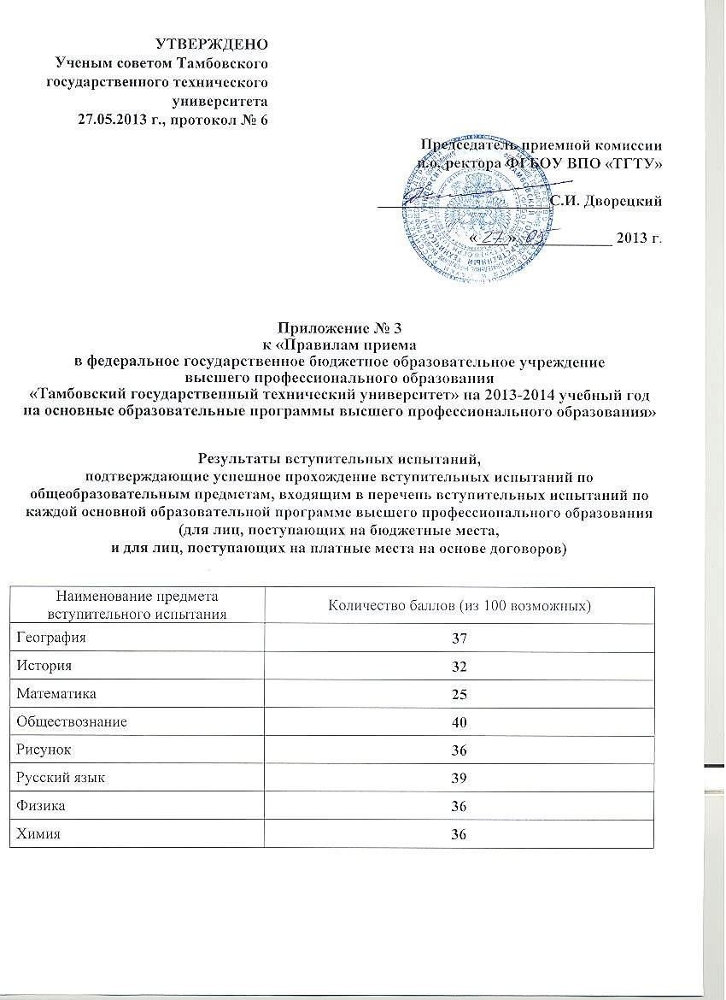 УТВЕРЖДЕНО
Ученым советом Тамбовского
государственного технического
университета
27.05.2013 г., протокол № 6
Председатель приемной комиссии
и.о. ректора ФГБОУ ВПО «ТГТУ»
С.И. Дворецкий
« 27 » 05 2013 г.
Приложение № 3
к «Правилам приема
в федеральное государственное бюджетное образовательное учреждение
высшего профессионального образования
«Тамбовский государственный технический университет» на 2013-2014 учебный год
на основные образовательные программы высшего профессионального образования»
Результаты вступительных испытаний,
подтверждающие успешное прохождение вступительных испытаний по
общеобразовательным предметам, входящим в перечень вступительных испытаний по
каждой основной образовательной программе высшего профессионального образования
(для лиц, поступающих на бюджетные места,
и для лиц, поступающих на платные места на основе договоров)
Наименование предмета
вступительного испытания
Количество баллов (из 100 возможных)
География 37
История 32
Математика 25
Обществознание 40
Рисунок 36
Русский язык 39
Физика 36
Химия 36